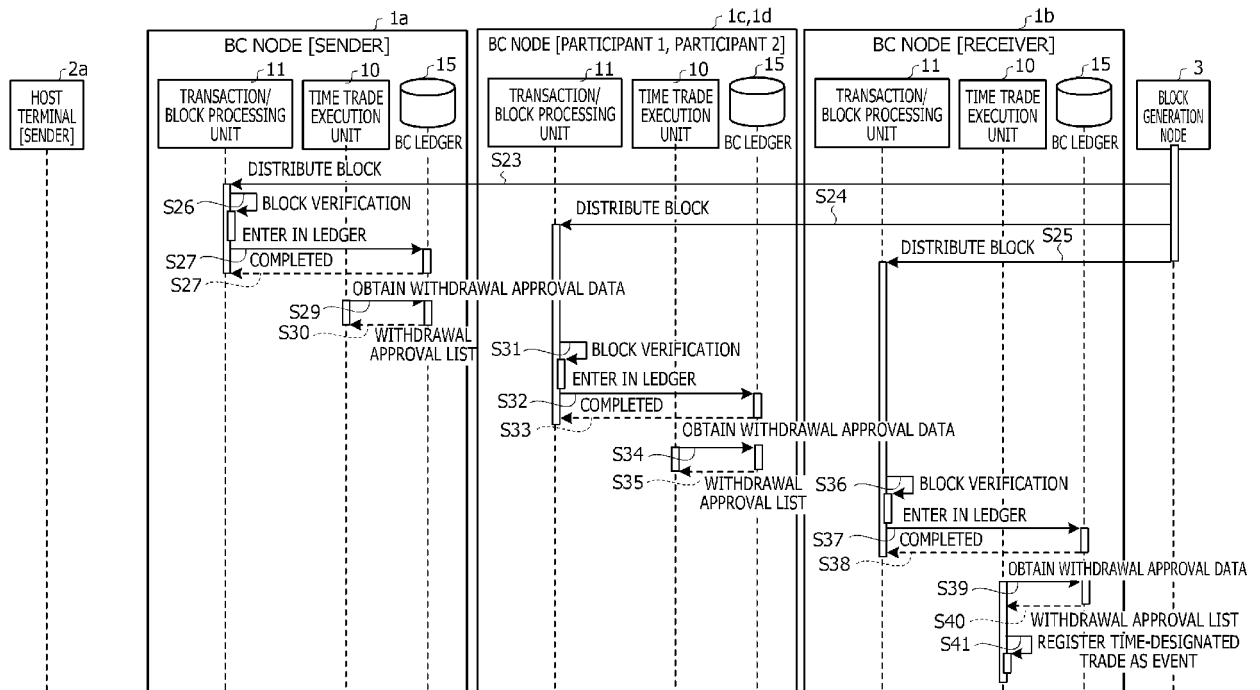 1a
1c,1d
1b
BC NODE [SENDER]
BC NODE [PARTICIPANT 1, PARTICIPANT 2]
BC NODE [RECEIVER]
2a
11
10
15
11
10
15
11
10
15
3
HOST
TERMINAL
[SENDER]
TRANSACTION/
BLOCK PROCESSING
UNIT
TIME TRADE
EXECUTION
UNIT
BC LEDGER
TRANSACTION/
BLOCK PROCESSING
UNIT
TIME TRADE
EXECUTION
UNIT
BC LEDGER
TRANSACTION/
BLOCK PROCESSING
UNIT
TIME TRADE
EXECUTION
UNIT
BC LEDGER
BLOCK
GENERATION
NODE
DISTRIBUTE BLOCK
S23
S26
BLOCK VERIFICATION
DISTRIBUTE BLOCK
S24
ENTER IN LEDGER
S27
COMPLETED
DISTRIBUTE BLOCK
S25
S27
OBTAIN WITHDRAWAL APPROVAL DATA
S29
S30
WITHDRAWAL
APPROVAL LIST
S31
BLOCK VERIFICATION
ENTER IN LEDGER
S32
COMPLETED
S33
OBTAIN WITHDRAWAL APPROVAL DATA
S34
S35
WITHDRAWAL
APPROVAL LIST
S36
BLOCK VERIFICATION
ENTER IN LEDGER
S37
COMPLETED
S38
OBTAIN WITHDRAWAL APPROVAL DATA
S39
S40
WITHDRAWAL APPROVAL LIST
S41
REGISTER TIME-DESIGNATED
TRADE AS EVENT